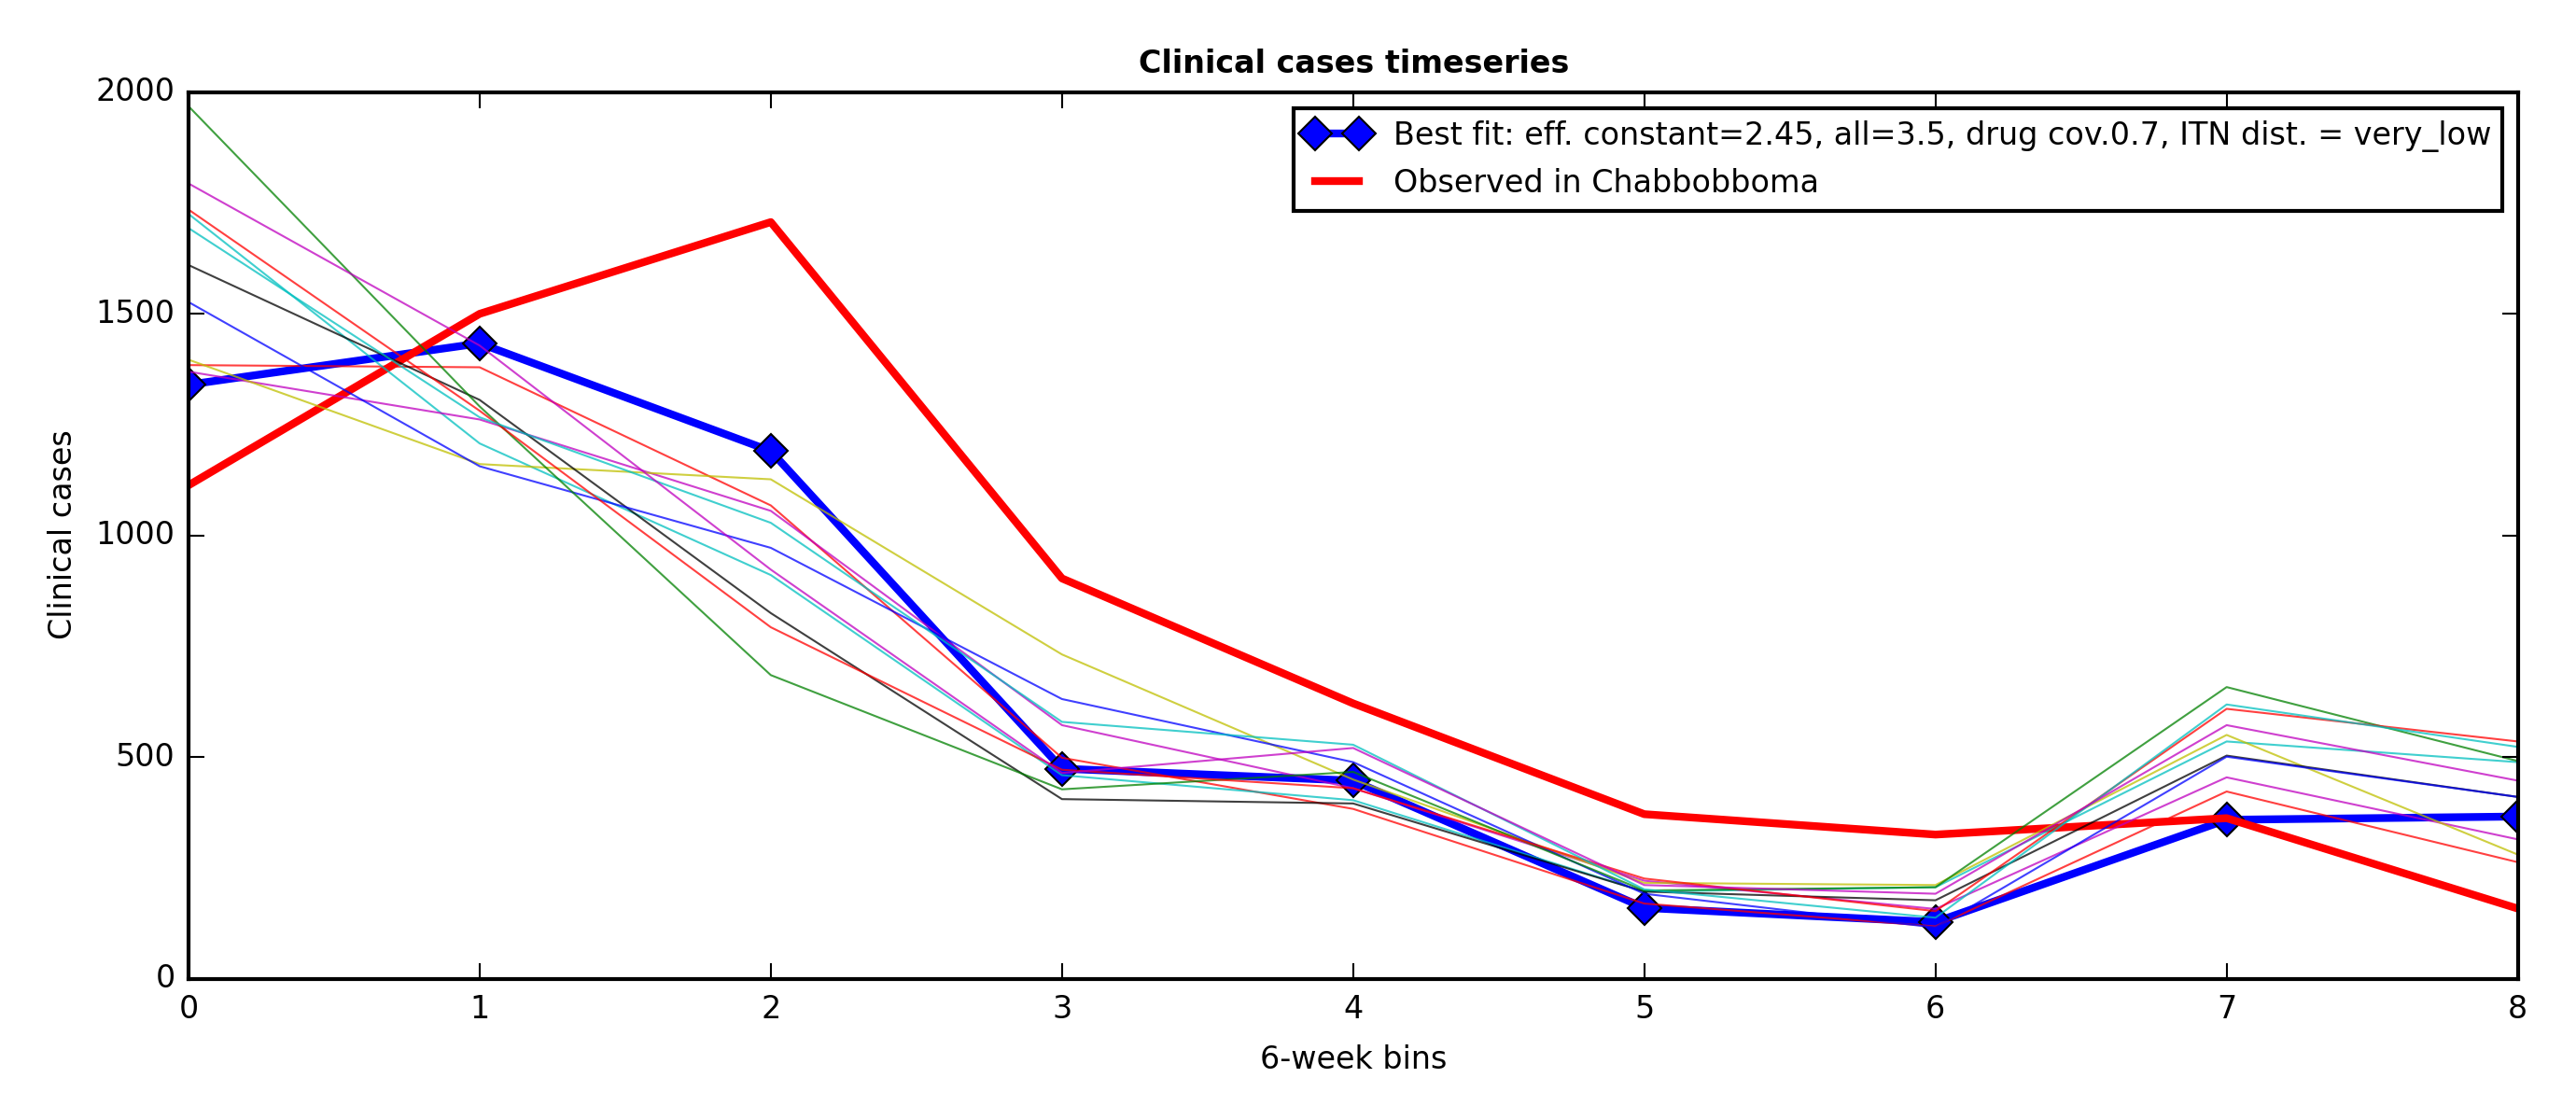 Clinical cases timeseries
2000
1500
1000
500
0
Clinical cases
Best fit: eff. constant=2.45, all=3.5, drug cov.0.7, ITN dist. = very_low
Observed in Chabbobboma
0 1 2 3 4 5 6 7 8
6-week bins